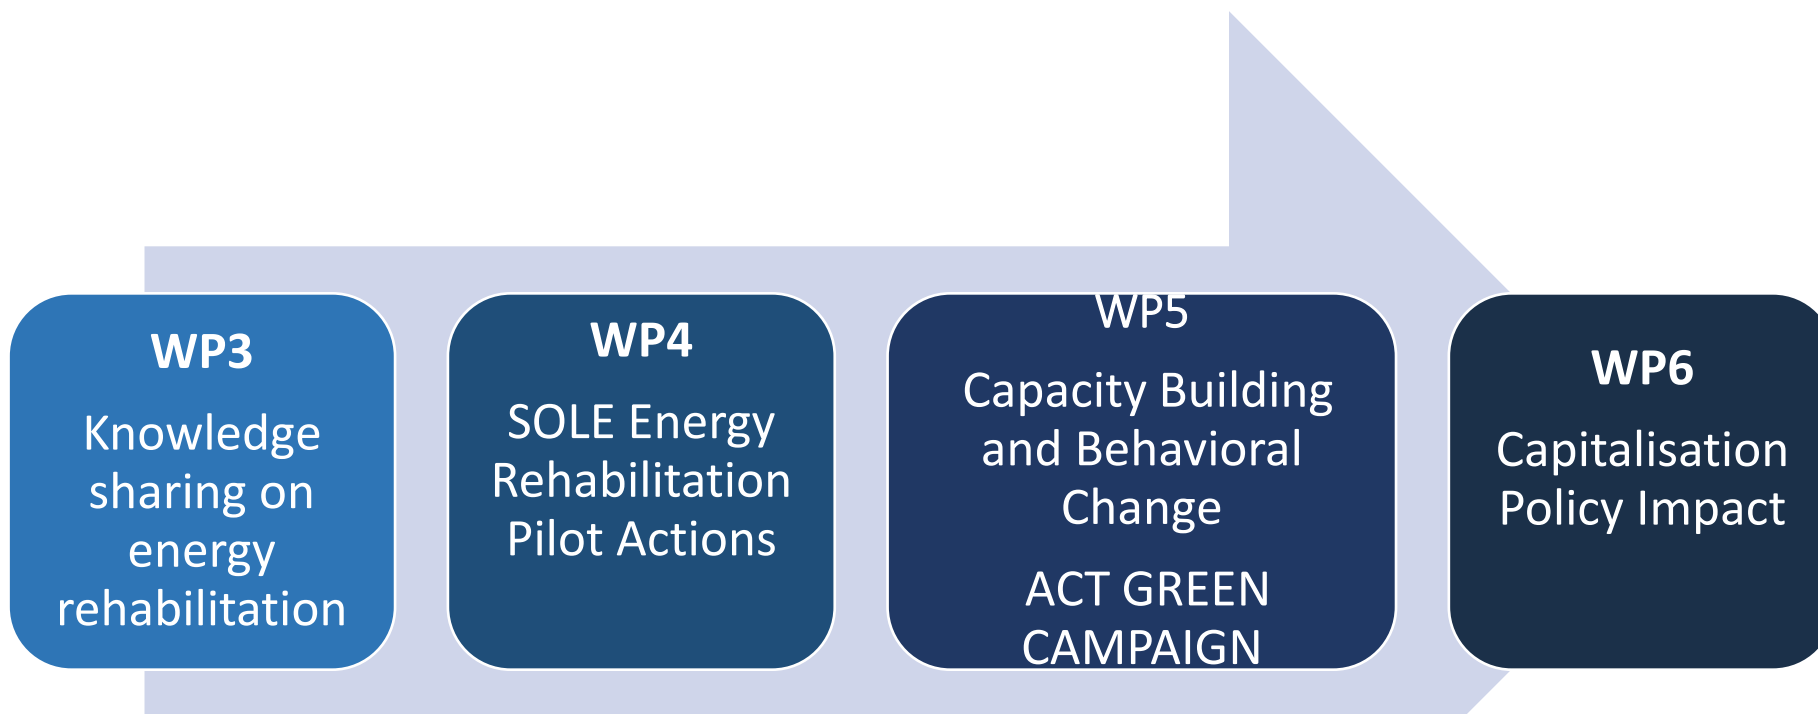 WP3
Knowledge
sharing on
energy
rehabilitation
WP4
SOLE Energy
Rehabilitation
Pilot Actions
WP5
Capacity Building
and Behavioral
Change
ACT GREEN
CAMPAIGN
WP6
Capitalisation
Policy Impact